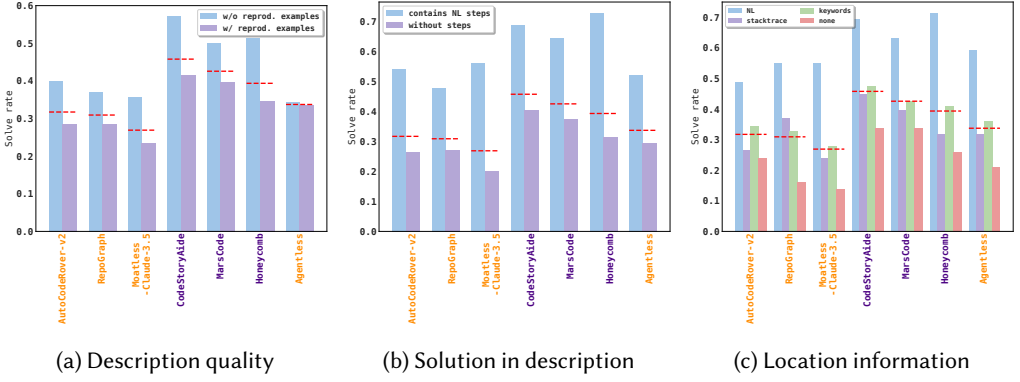 Solve rate
0.6
0.5
0.4
0.3
0.2
0.1
0.0
w/o reprod. examples
w/ reprod. examples
AutoCodeRover-v2
RepoGraph
Moatless
-Claude-3.5
CodeStoryAide
MarsCode
Honeycomb
Agentless
(a) Description quality
Solve rate
0.7
0.6
0.5
0.4
0.3
0.2
0.1
0.0
contains NL steps
without steps
AutoCodeRover-v2
RepoGraph
Moatless
-Claude-3.5
CodeStoryAide
MarsCode
Honeycomb
Agentless
(b) Solution in description
Solve rate
0.7
0.6
0.5
0.4
0.3
0.2
0.1
0.0
NL
stacktrace
keywords
none
AutoCodeRover-v2
RepoGraph
Moatless
-Claude-3.5
CodeStoryAide
MarsCode
Honeycomb
Agentless
(c) Location information